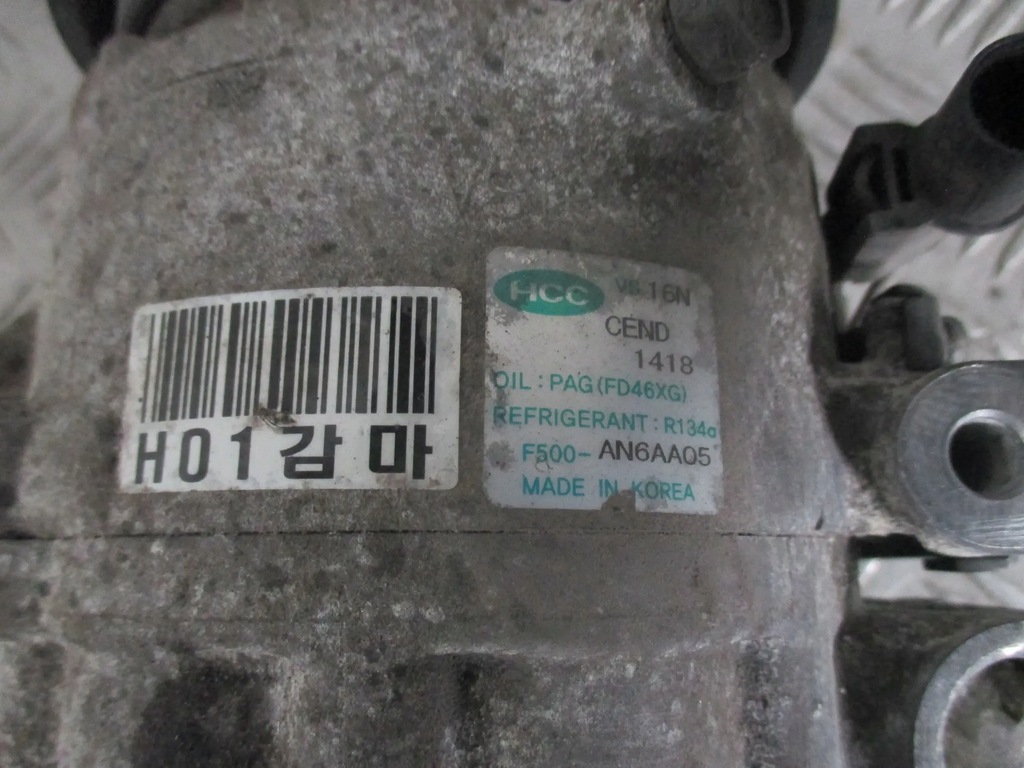 H01감마
HCC VS 16N
CEND
1418
OIL : PAG(FD46XG)
REFRIGERANT : R134a
F500- AN6AA05
MADE IN KOREA